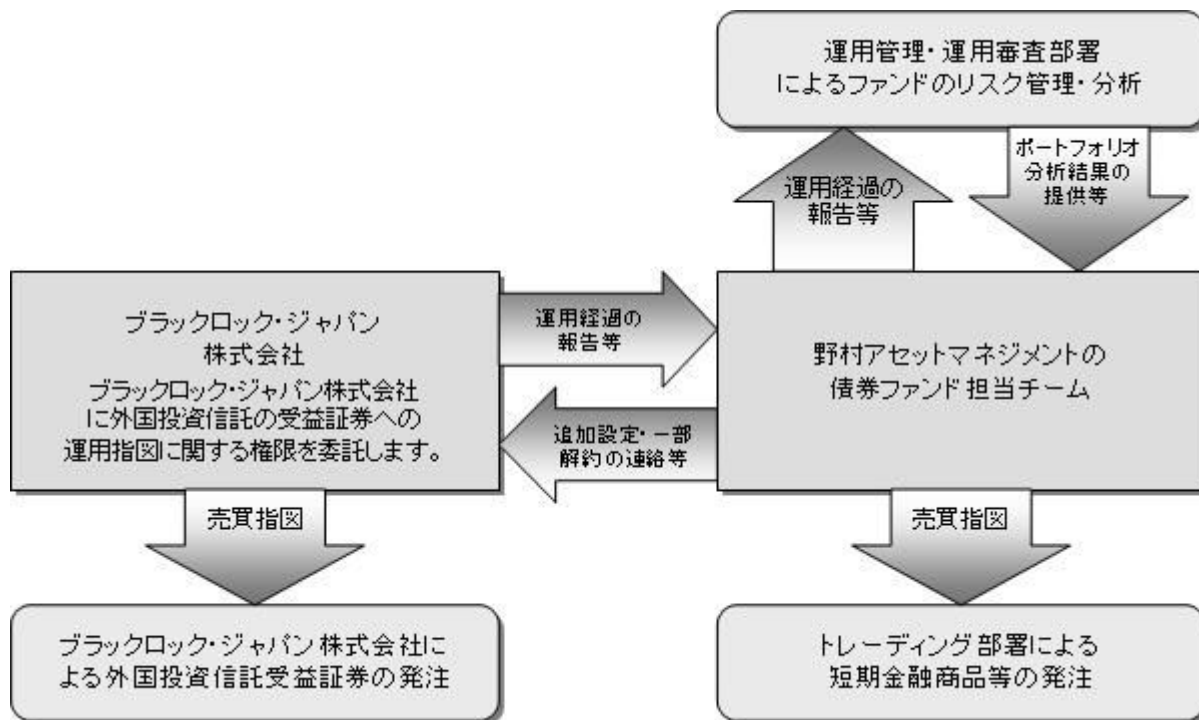 運用管理・運用審査部署
によるファンドのリスク管理・分析
運用経過の
報告等
ポートフォリオ
分析結果の
提供等
ブラックロック・ジャパン
株式会社
ブラックロック・ジャパン株式会社
に外国投資信託の受益証券への
運用指図に関する権限を委託します。
運用経過の
報告等
追加設定・一部
解約の連絡等
野村アセットマネジメントの
債券ファンド担当チーム
売買指図
売買指図
ブラックロック・ジャパン株式会社に
よる外国投資信託受益証券の発注
トレーディング部署による
短期金融商品等の発注